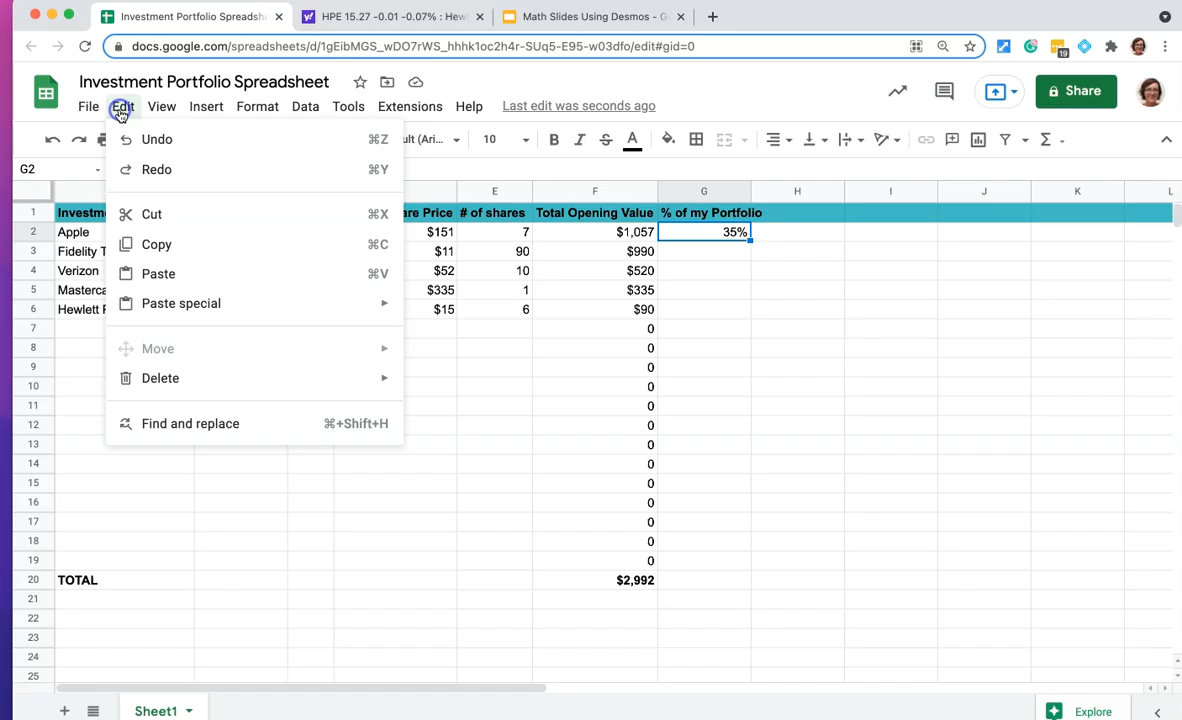 Investment Portfolio Spreadsh
HPE 15.27 -0.01 -0.07% : Hewl
Math Slides Using Desmos - G
docs.google.com/spreadsheets/d/1gEibMGS_wDO7rWS_hhhk1oc2h4r-SUq5-E95-w03dfo/edit#gid=0
19
Investment Portfolio Spreadsheet
File Edit View Insert Format Data Tools Extensions Help Last edit was seconds ago
Share
ult (Ari... 10
G2
E F G H I J K L
1 Investme are Price # of shares Total Opening Value % of my Portfolio
2 Apple $151 7 $1,057 35%
3 Fidelity T $11 90 $990
4 Verizon $52 10 $520
5 Masterca $335 1 $335
6 Hewlett P $15 6 $90
7 0
8 0
9 0
10 0
11 0
12 0
13 0
14 0
15 0
16 0
17 0
18 0
19 0
20 TOTAL $2,992
21
22
23
24
25
Undo ⌘Z
Redo ⌘Y
Cut ⌘X
Copy ⌘C
Paste ⌘V
Paste special
Move
Delete
Find and replace ⌘+Shift+H
Sheet1
Explore